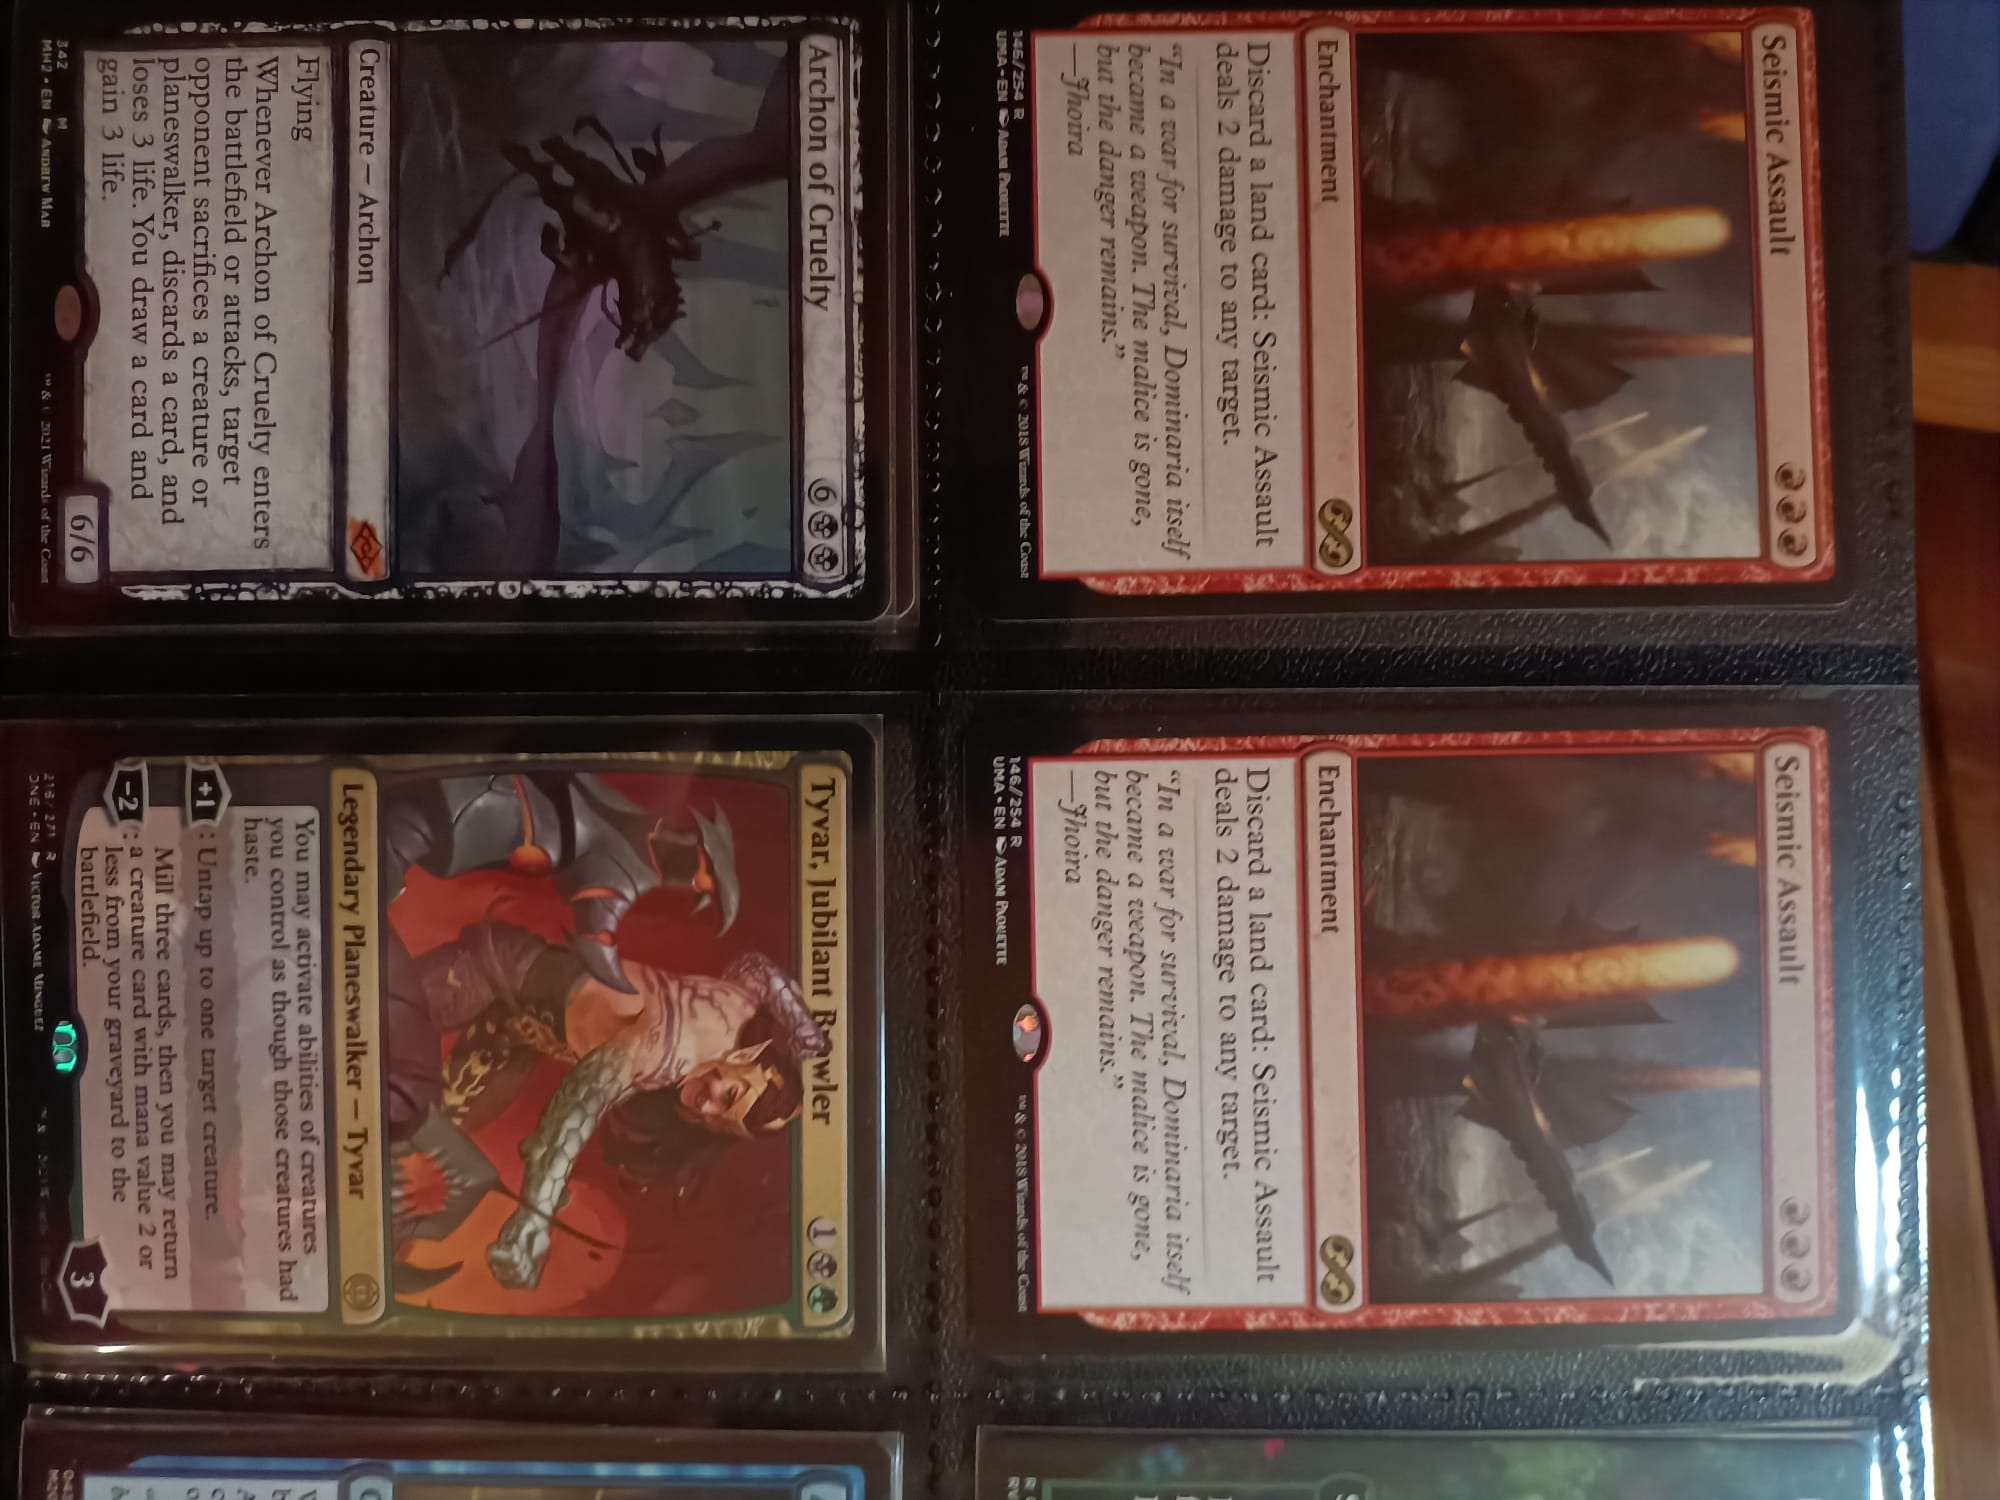 Seismic Assault
Enchantment
Discard a land card: Seismic Assault
deals 2 damage to any target.
“In a war for survival, Dominaria itself
became a weapon. The malice is gone,
but the danger remains.”
—Jhoira
146/254 R
UMA • EN ADAM PAQUETTE
™ & © 2018 Wizards of the Coast
Seismic Assault
Enchantment
Discard a land card: Seismic Assault
deals 2 damage to any target.
“In a war for survival, Dominaria itself
became a weapon. The malice is gone,
but the danger remains.”
—Jhoira
146/254 R
UMA • EN ADAM PAQUETTE
™ & © 2018 Wizards of the Coast
Archon of Cruelty 6
Creature — Archon
Flying
Whenever Archon of Cruelty enters
the battlefield or attacks, target
opponent sacrifices a creature or
planeswalker, discards a card, and
loses 3 life. You draw a card and
gain 3 life.
6/6
342 M
MH2 • EN ANDREW MAR
™ & © 2021 Wizards of the Coast
Tyvar, Jubilant Brawler 1
Legendary Planeswalker — Tyvar
You may activate abilities of creatures
you control as though those creatures had
haste.
+1 : Untap up to one target creature.
Mill three cards, then you may return
−2 : a creature card with mana value 2 or
less from your graveyard to the
battlefield.
3
216/271 R
ONE • EN VICTOR ADAME MINGUEZ